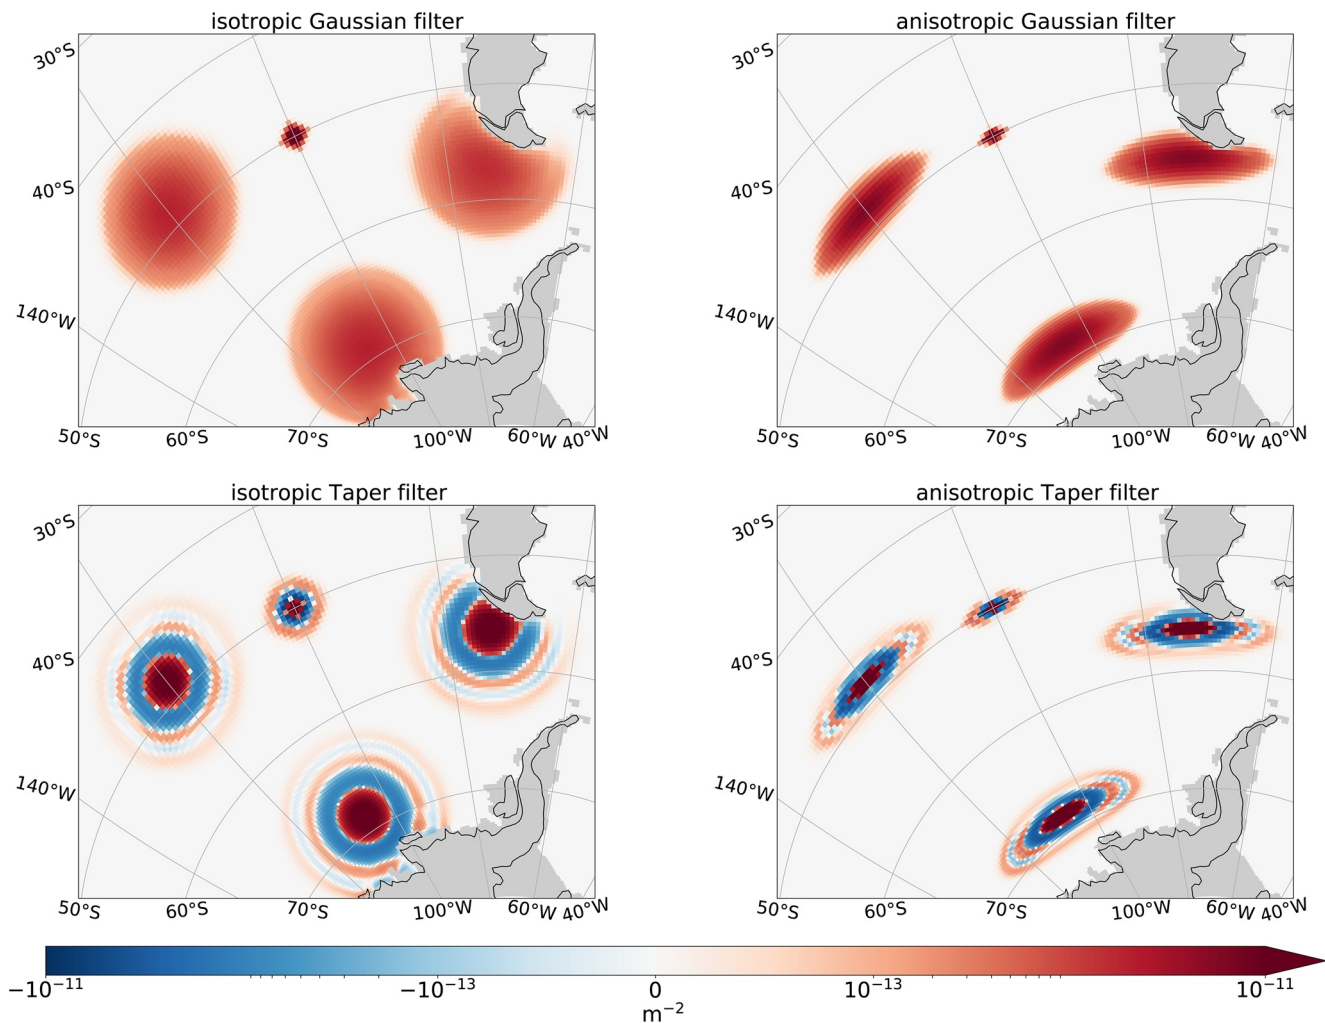 isotropic Gaussian filter
anisotropic Gaussian filter
30°S
40°S
140°W
50°S 60°S 70°S 100°W 60°W 40°W
30°S
40°S
140°W
50°S 60°S 70°S 100°W 60°W 40°W
isotropic Taper filter
anisotropic Taper filter
30°S
40°S
140°W
50°S 60°S 70°S 100°W 60°W 40°W
30°S
40°S
140°W
50°S 60°S 70°S 100°W 60°W 40°W
−10⁻¹¹ −10⁻¹³ 0 10⁻¹³ 10⁻¹¹
m⁻²